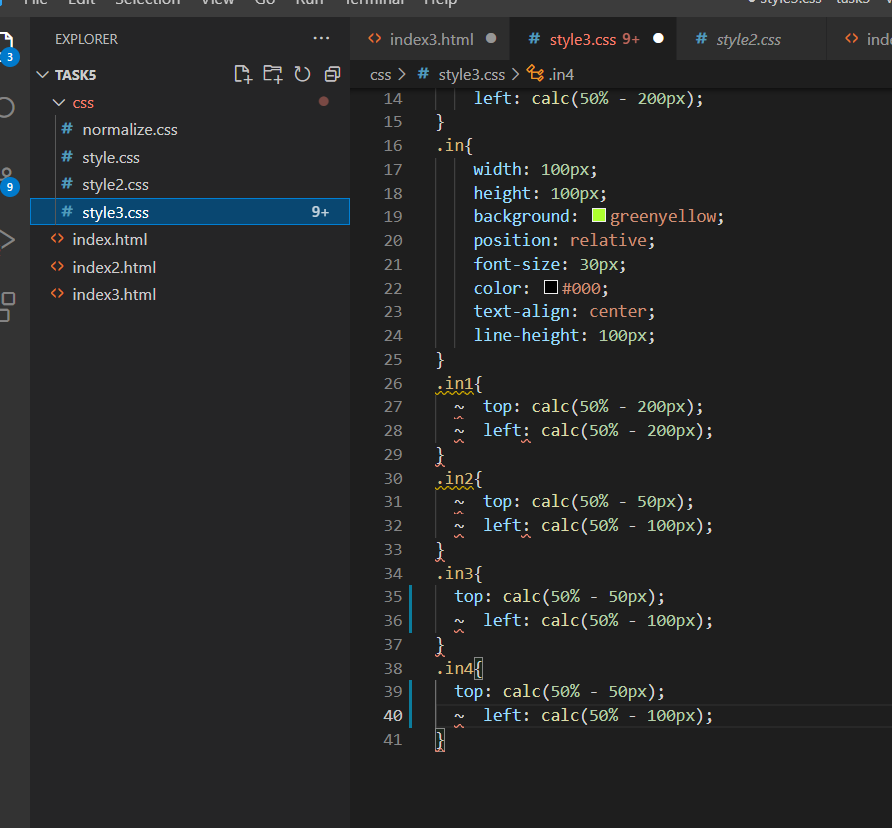 File Edit Selection View Go Run Terminal Help style3.css - task5
EXPLORER ...
index3.html
# style3.css 9+
# style2.css
3
TASK5
css > # style3.css > .in4
css
# normalize.css
# style.css
# style2.css
9
# style3.css 9+
<> index.html
<> index2.html
<> index3.html
14 left: calc(50% - 200px);
15 }
16 .in{
17 width: 100px;
18 height: 100px;
19 background: greenyellow;
20 position: relative;
21 font-size: 30px;
22 color: #000;
23 text-align: center;
24 line-height: 100px;
25 }
26 .in1{
27 ~ top: calc(50% - 200px);
28 ~ left: calc(50% - 200px);
29 }
30 .in2{
31 ~ top: calc(50% - 50px);
32 ~ left: calc(50% - 100px);
33 }
34 .in3{
35 top: calc(50% - 50px);
36 ~ left: calc(50% - 100px);
37 }
38 .in4{
39 top: calc(50% - 50px);
40 ~ left: calc(50% - 100px);
41 }